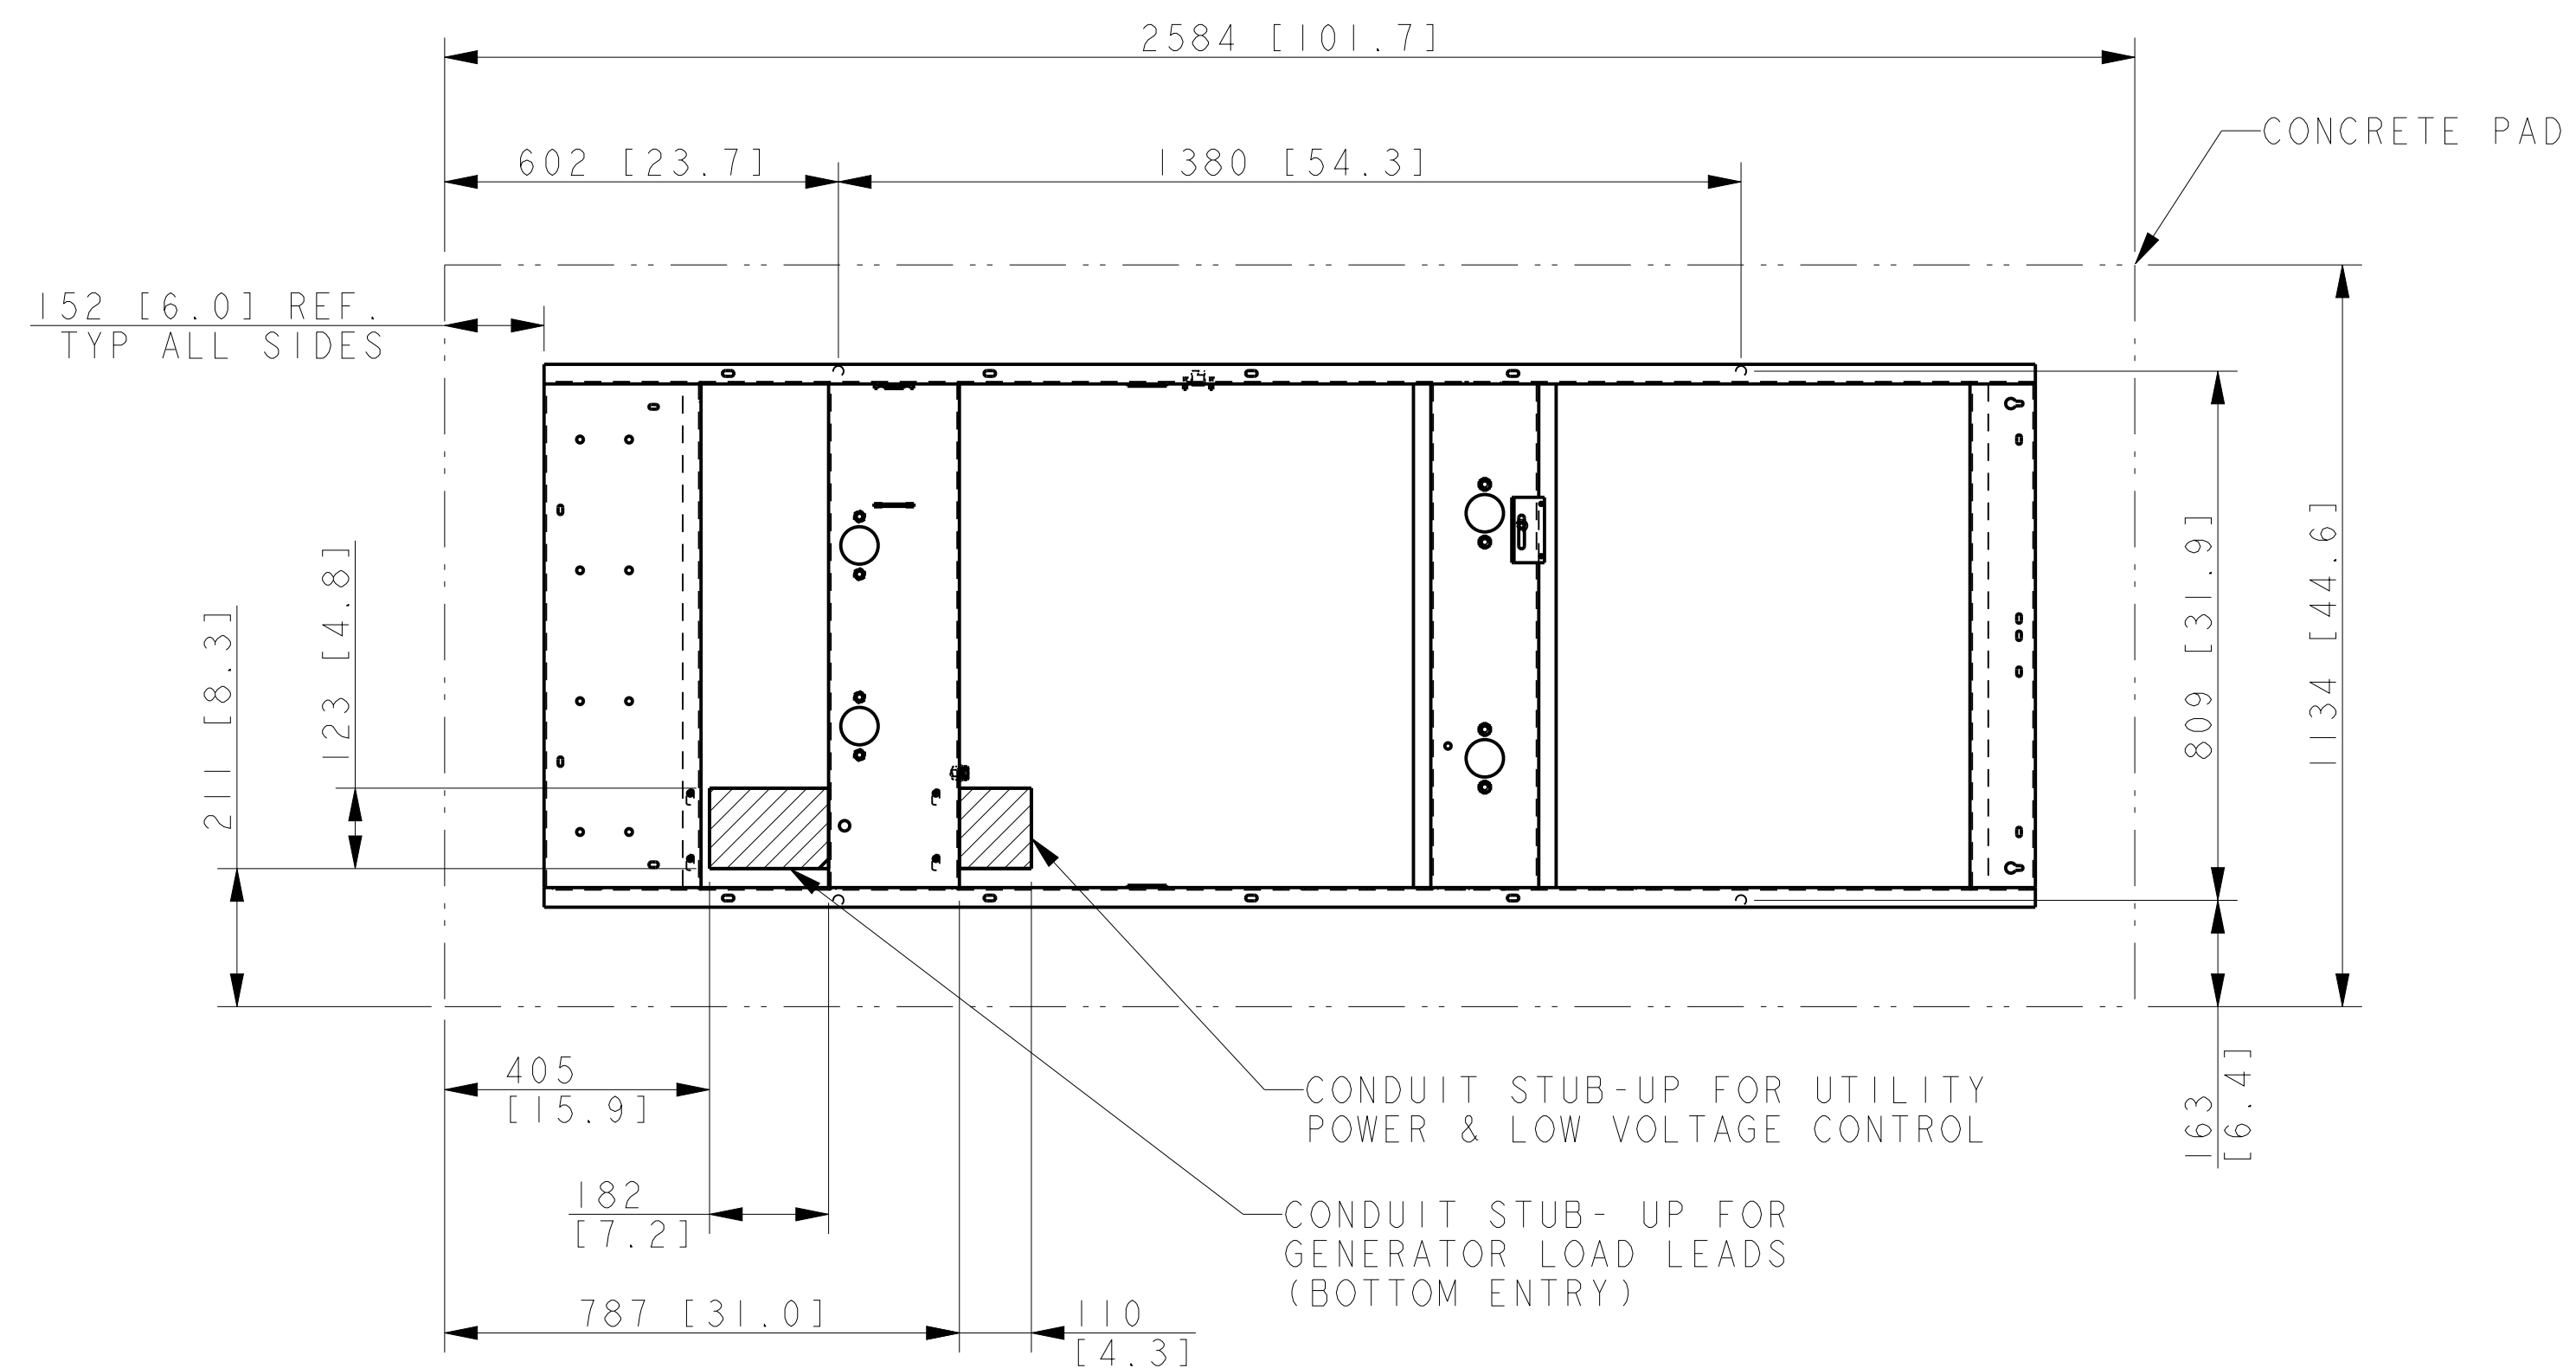 2584 [101.7]
CONCRETE PAD
602 [23.7]
1380 [54.3]
152 [6.0] REF.
TYP ALL SIDES
211 [8.3]
123 [4.8]
809 [31.9]
1134 [44.6]
163
[6.4]
405
[15.9]
CONDUIT STUB-UP FOR UTILITY
POWER & LOW VOLTAGE CONTROL
182
[7.2]
CONDUIT STUB- UP FOR
GENERATOR LOAD LEADS
(BOTTOM ENTRY)
787 [31.0]
110
[4.3]